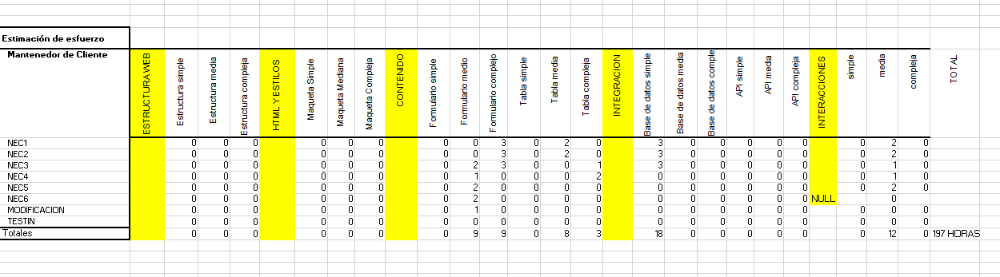 Estimación de esfuerzo
Mantenedor de Cliente ESTRUCTURA WEB Estructura simple Estructura media Estructura compleja HTML Y ESTILOS Maqueta Simple Maqueta Mediana Maqueta Compleja CONTENIDO Formulario simple Formulario medio Formulario complejo Tabla simple Tabla media Tabla compleja INTEGRACION Base de datos simple Base de datos media Base de datos comple API simple API media API compleja INTERACCIONES simple media compleja TOTAL
NEC1 0 0 0 0 0 0 0 0 3 0 2 0 3 0 0 0 0 0 0 2 0
NEC2 0 0 0 0 0 0 0 0 3 0 2 0 3 0 0 0 0 0 0 2 0
NEC3 0 0 0 0 0 0 0 2 3 0 0 1 3 0 0 0 0 0 0 1 0
NEC4 0 0 0 0 0 0 0 1 0 0 0 2 0 0 0 0 0 0 0 1 0
NEC5 0 0 0 0 0 0 0 2 0 0 0 0 0 0 0 0 0 0 0 2 0
NEC6 0 0 0 0 0 0 0 2 0 0 0 0 0 0 0 0 0 0 NULL 0
MODIFICACION 0 0 0 0 0 0 0 1 0 0 0 0 0 0 0 0 0 0 0 0 0
TESTIN 0 0 0 0 0 0 0 0 0 0 0 0 0 0 0 0 0 0 0 0 0
Totales 0 0 0 0 0 0 0 9 9 0 8 3 18 0 0 0 0 0 0 12 0 197 HORAS